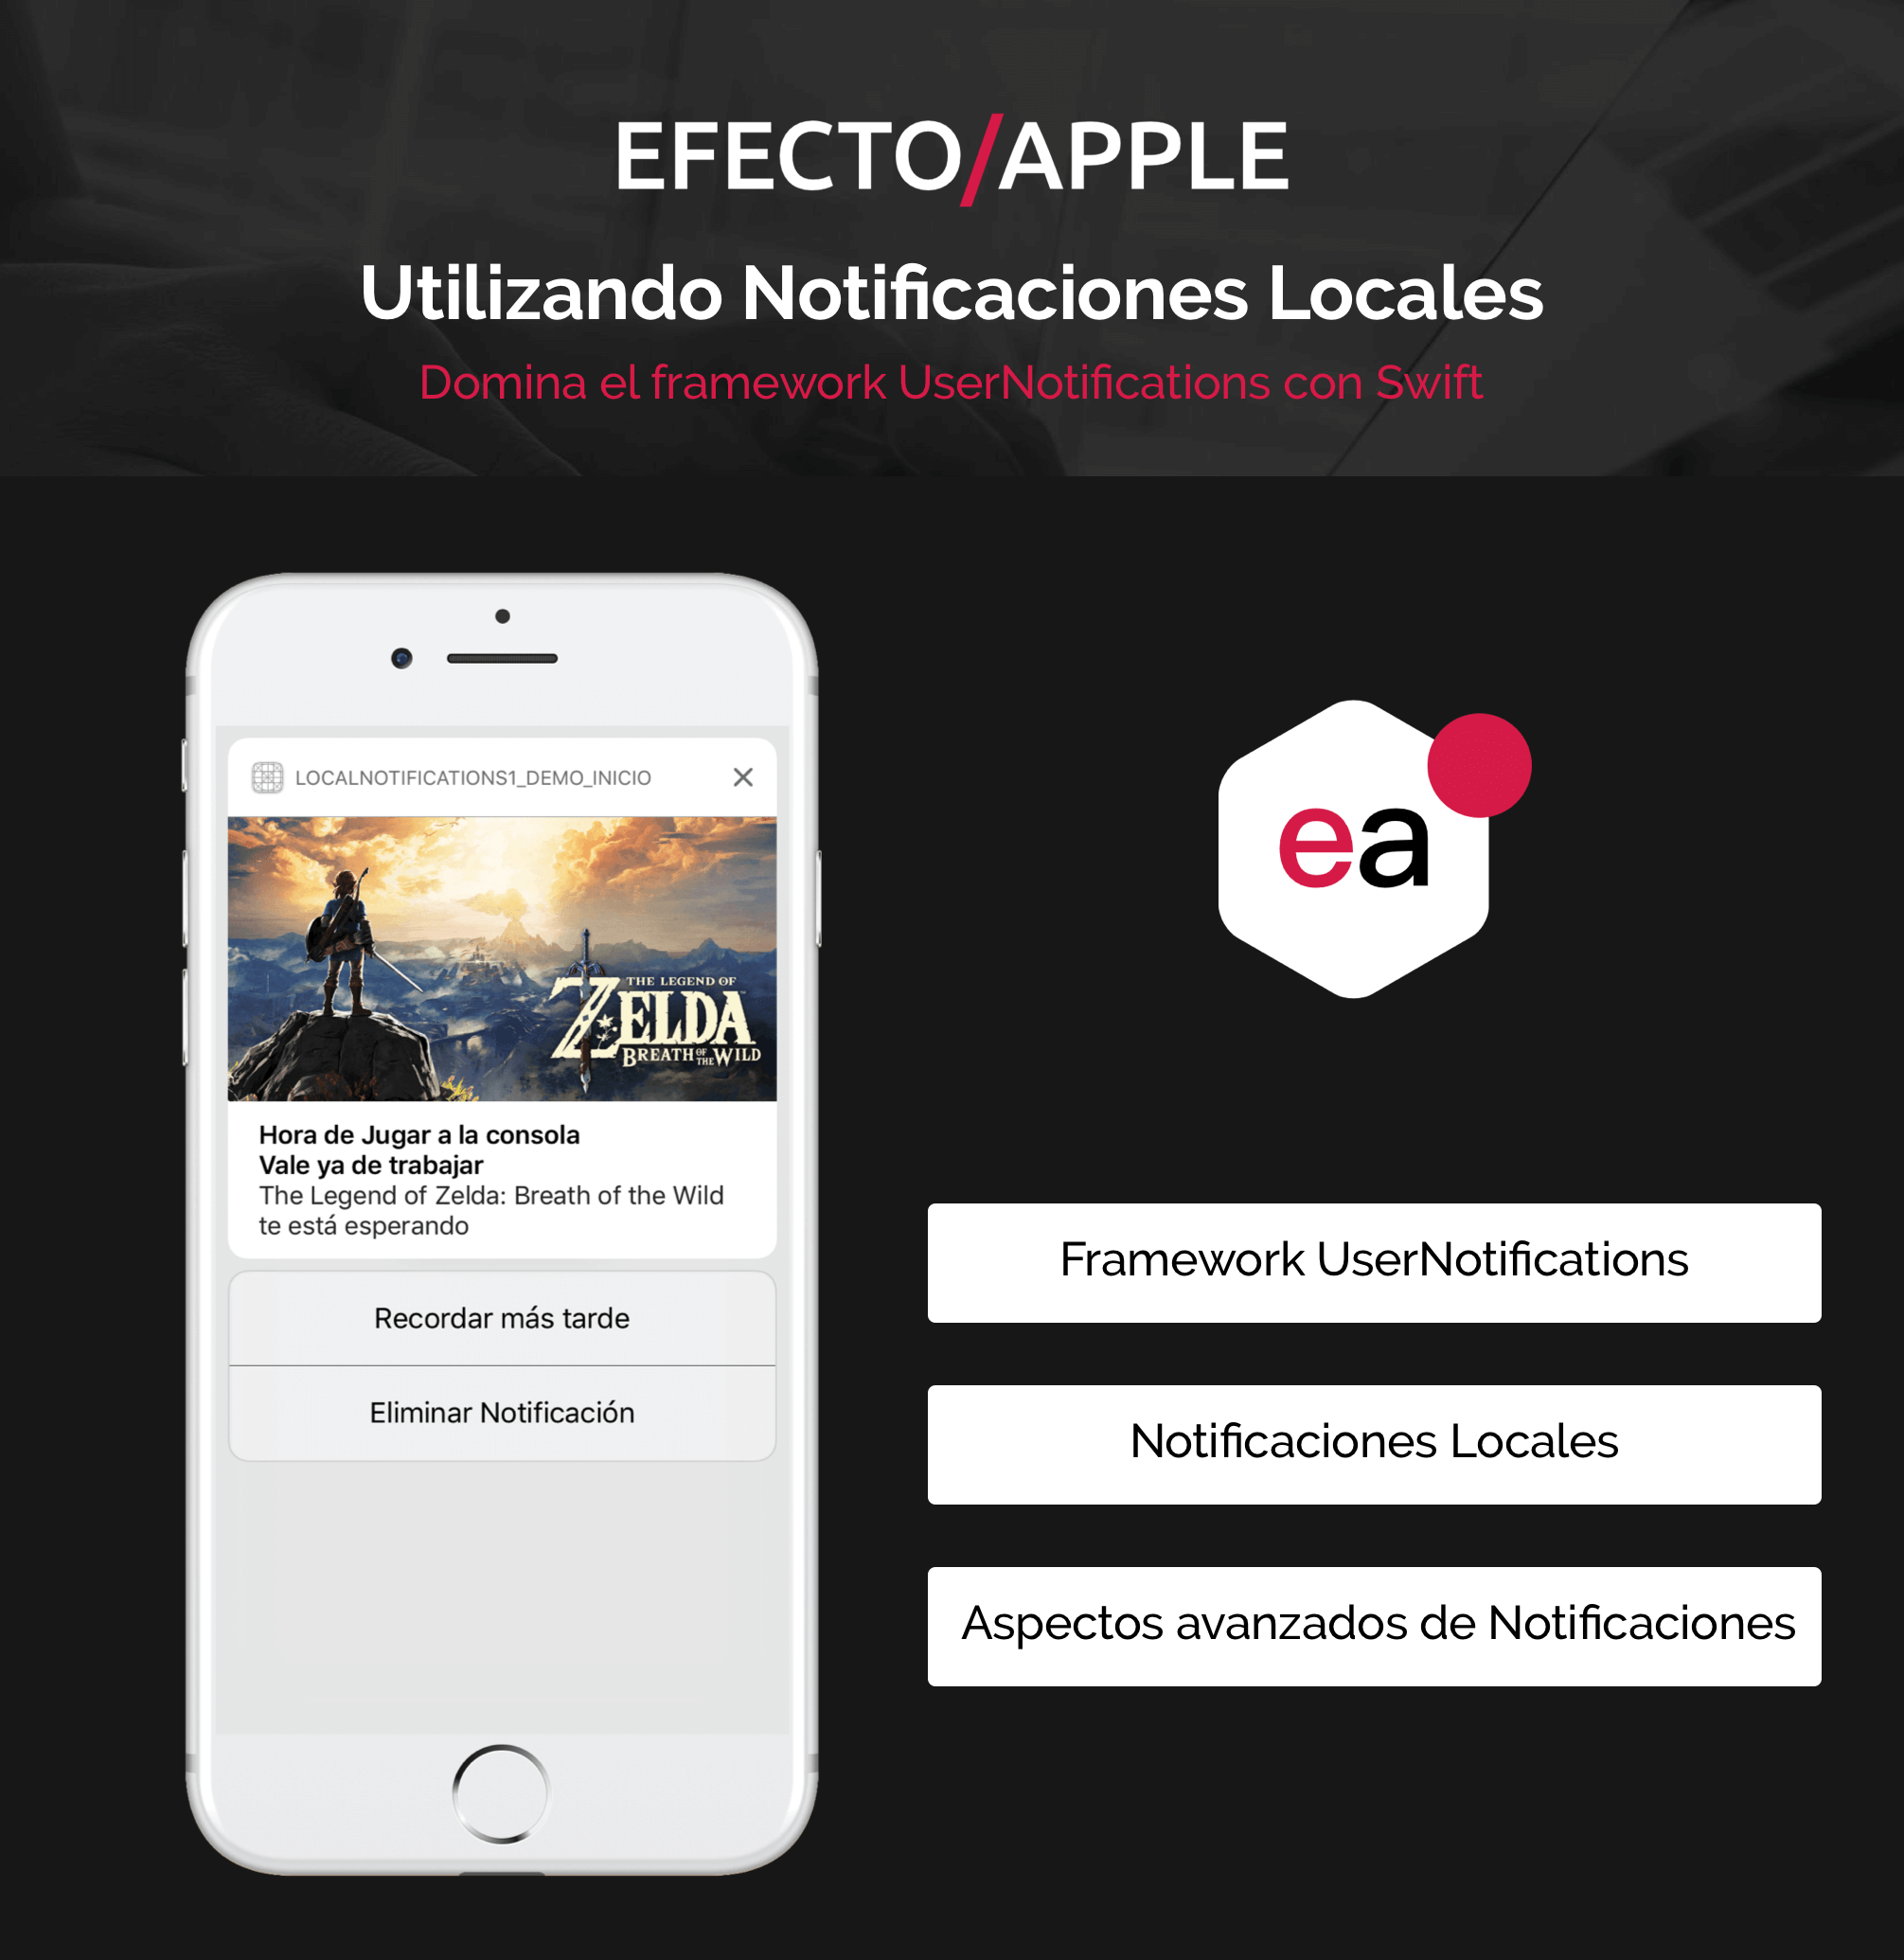 EFECTO/APPLE
Utilizando Notificaciones Locales
Domina el framework UserNotifications con Swift
LOCALNOTIFICATIONS1_DEMO_INICIO
THE LEGEND OF
ZELDA
BREATH OF THE WILD
Hora de Jugar a la consola
Vale ya de trabajar
The Legend of Zelda: Breath of the Wild
te está esperando
Recordar más tarde
Eliminar Notificación
ea
Framework UserNotifications
Notificaciones Locales
Aspectos avanzados de Notificaciones